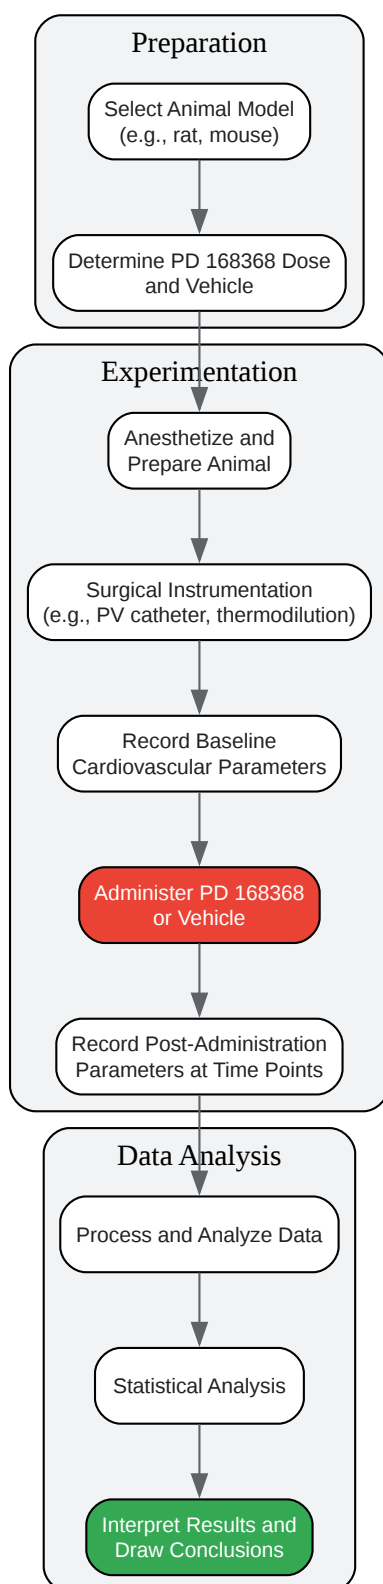 Preparation
Select Animal Model
(e.g., rat, mouse)
Determine PD 168368 Dose
and Vehicle
Experimentation
Anesthetize and
Prepare Animal
Surgical Instrumentation
(e.g., PV catheter, thermodilution)
Record Baseline
Cardiovascular Parameters
Administer PD 168368
or Vehicle
Record Post-Administration
Parameters at Time Points
Data Analysis
Process and Analyze Data
Statistical Analysis
Interpret Results and
Draw Conclusions